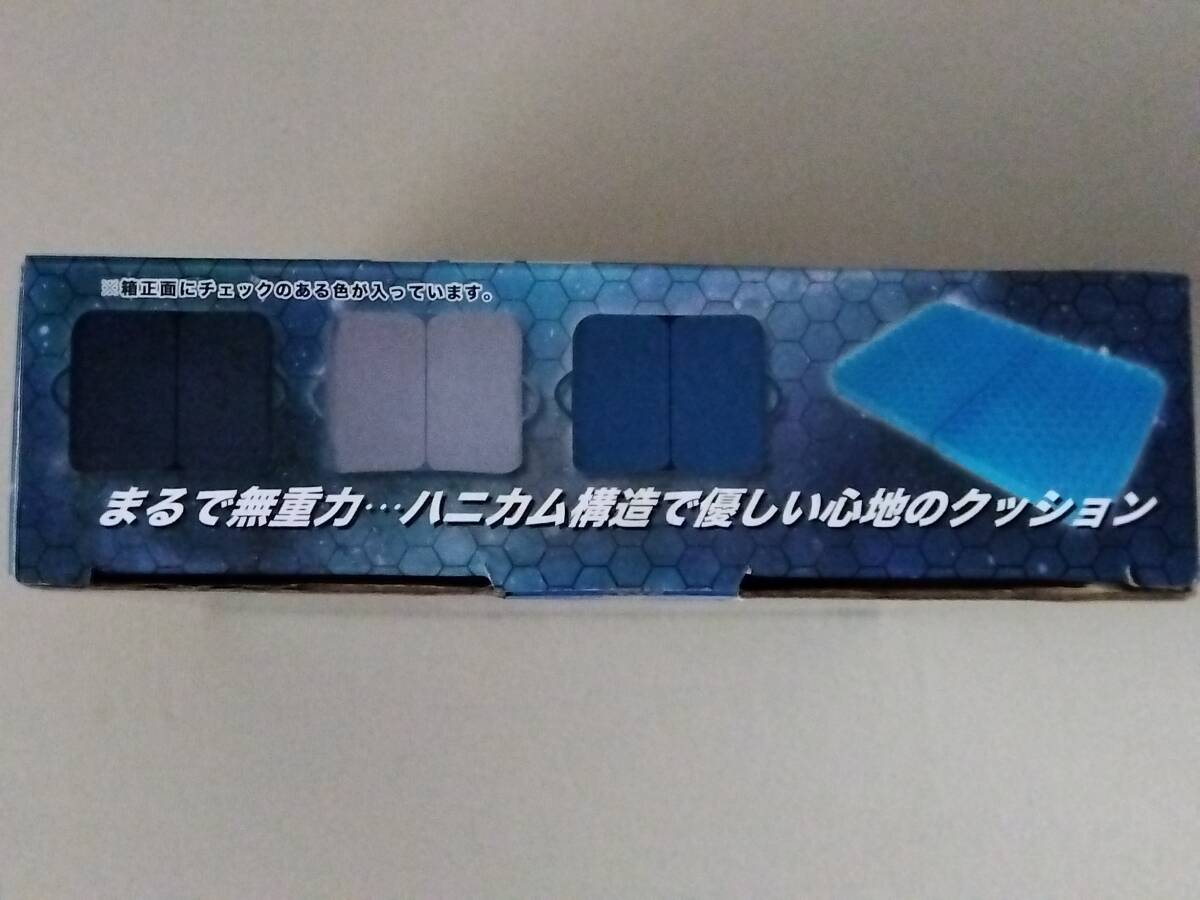 ※箱正面にチェックのある色が入っています。
まるで無重力…ハニカム構造で優しい心地のクッション